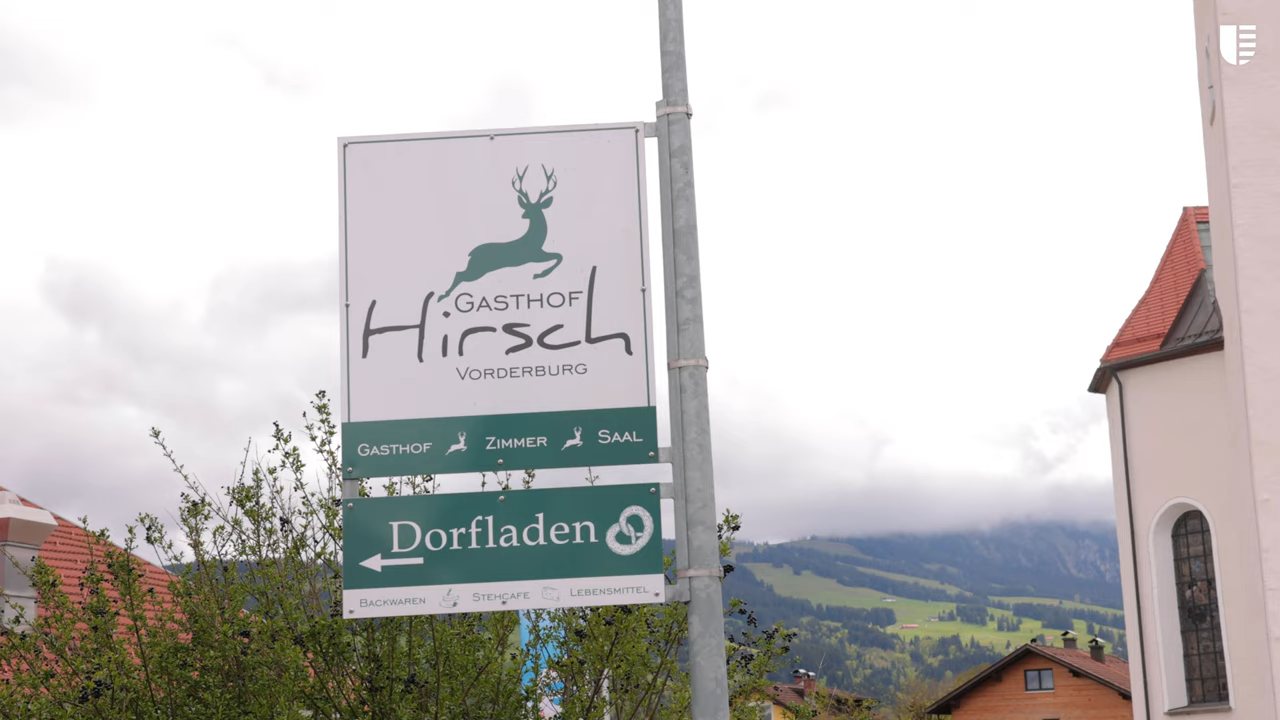 GASTHOF
Hirsch
VORDERBURG
GASTHOF ZIMMER SAAL
Dorfladen
BACKWAREN STEHCAFE LEBENSMITTEL